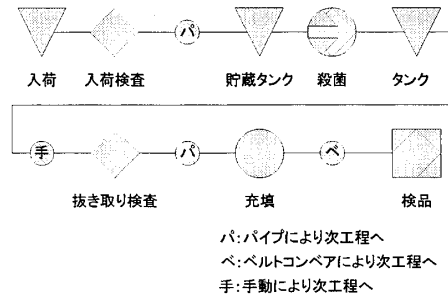 パ
入荷 入荷検査 貯蔵タンク 殺菌 タンク
手 パ ベ
抜き取り検査 充填 検品
パ:パイプにより次工程へ
ベ:ベルトコンベアにより次工程へ
手:手動により次工程へ